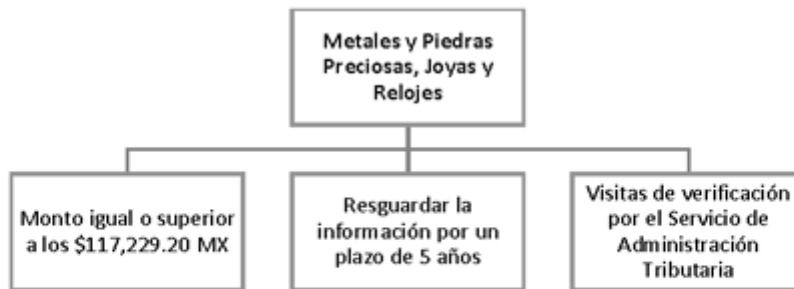 Metales y Piedras
Preciosas, Joyas y
Relojes
Monto igual o superior
a los $117,229.20 MX
Resguardar la
información por un
plazo de 5 años
Visitas de verificación
por el Servicio de
Administración
Tributaria